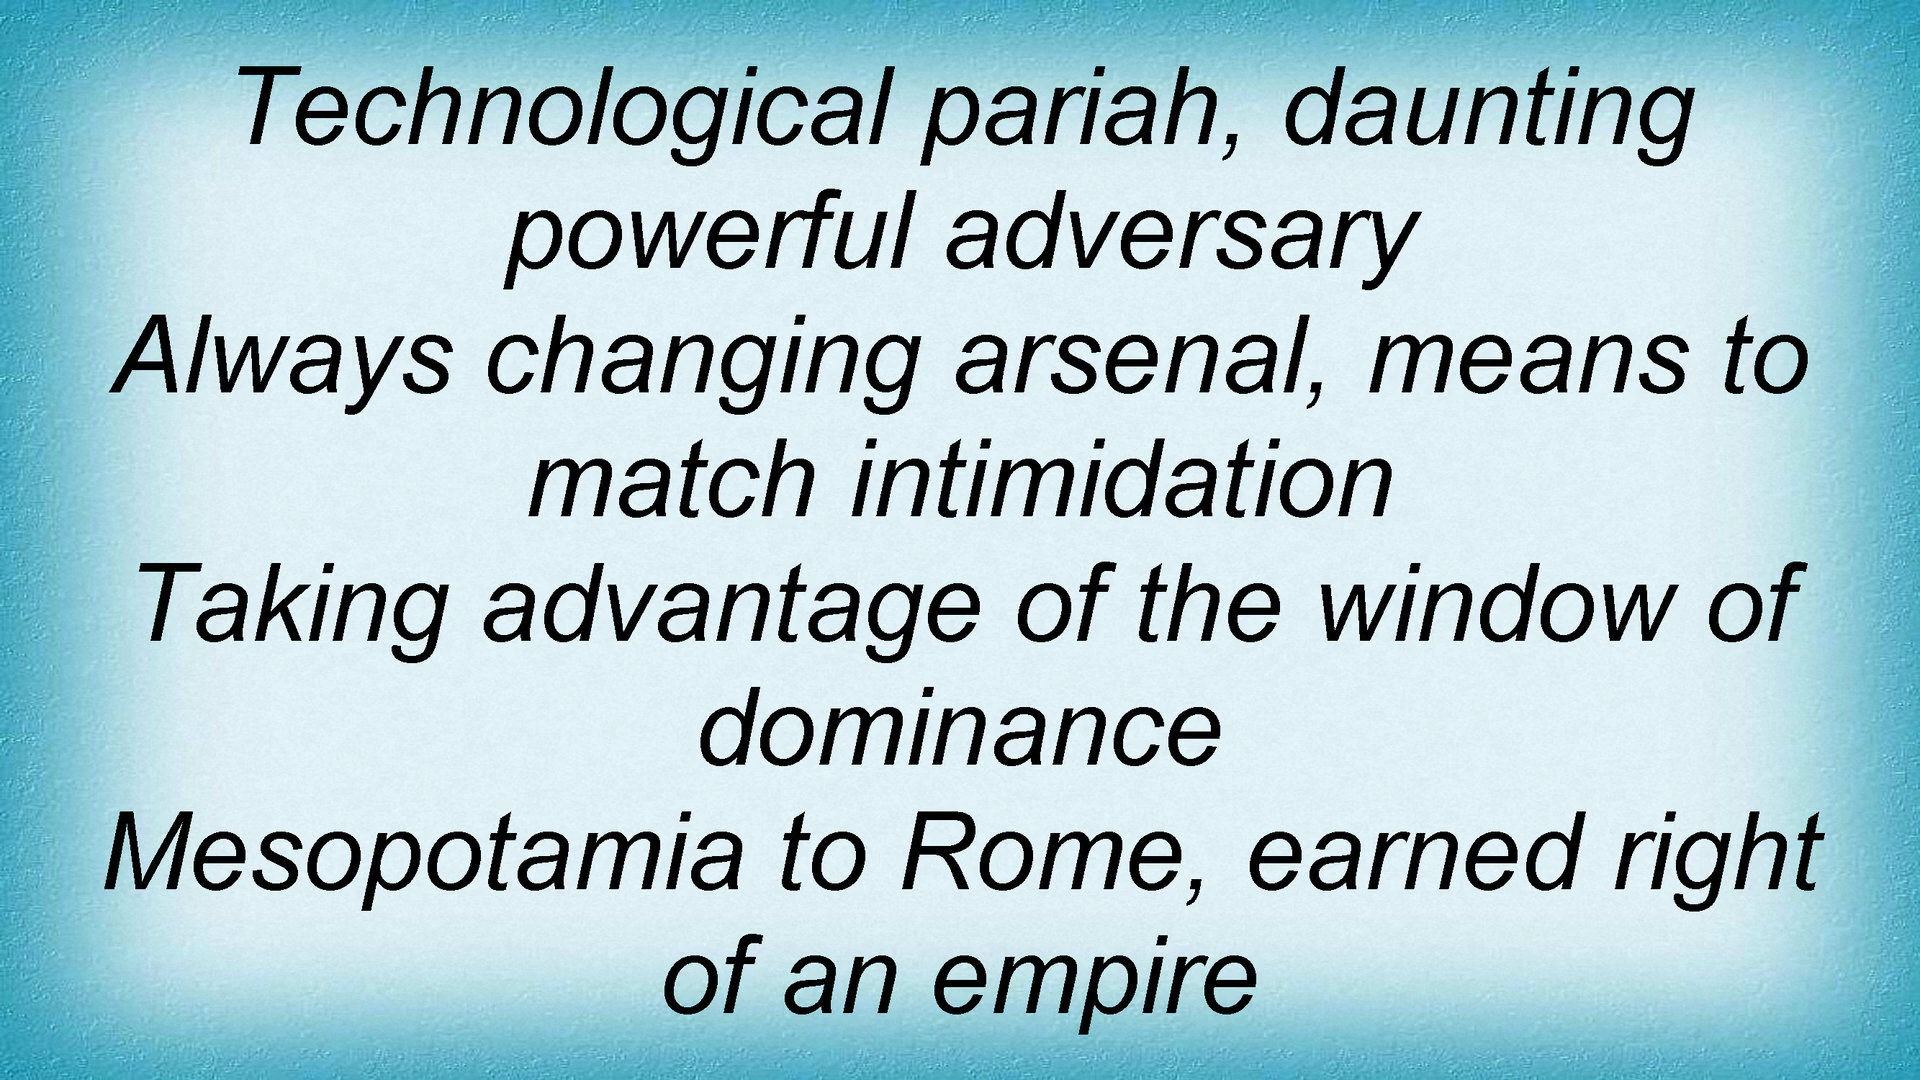 Technological pariah, daunting
powerful adversary
Always changing arsenal, means to
match intimidation
Taking advantage of the window of
dominance
Mesopotamia to Rome, earned right
of an empire